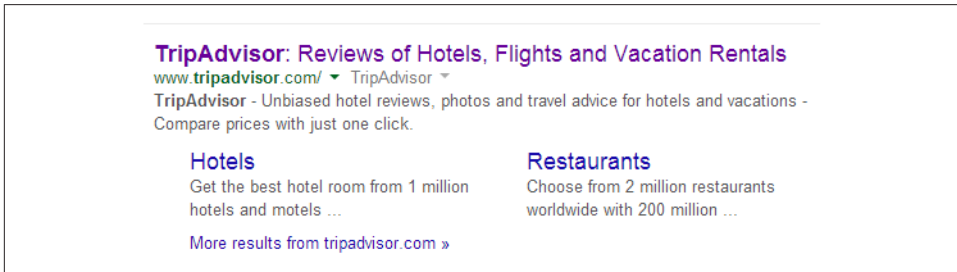 TripAdvisor: Reviews of Hotels, Flights and Vacation Rentals
www.tripadvisor.com/ TripAdvisor
TripAdvisor - Unbiased hotel reviews, photos and travel advice for hotels and vacations -
Compare prices with just one click.
Hotels
Get the best hotel room from 1 million
hotels and motels ...
Restaurants
Choose from 2 million restaurants
worldwide with 200 million ...
More results from tripadvisor.com »